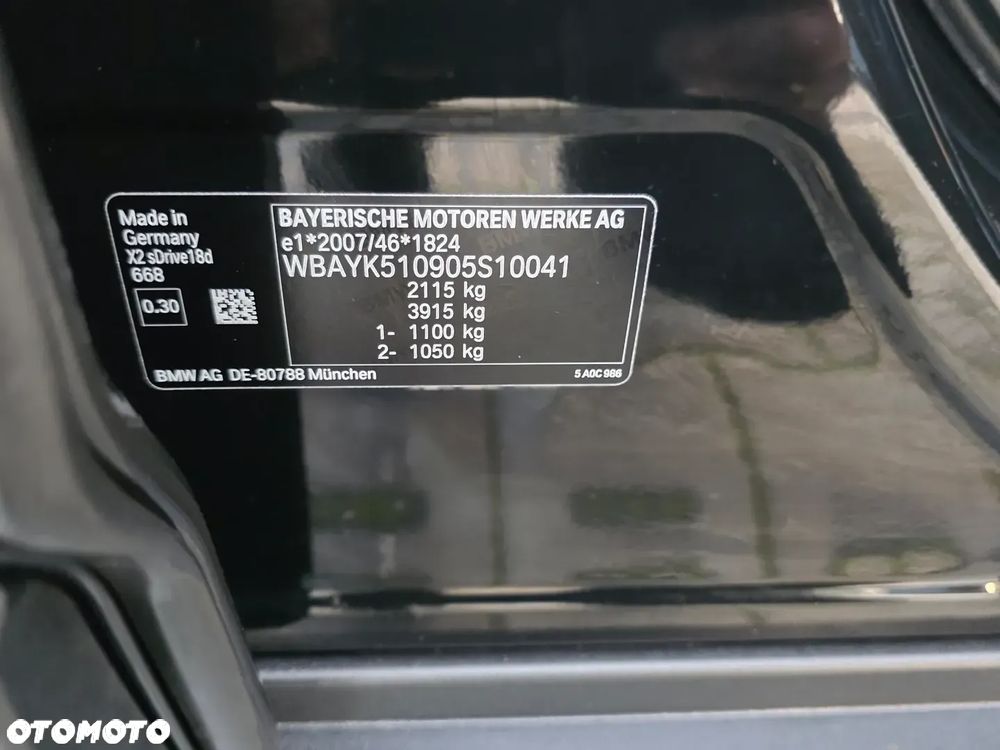 Made in
Germany
X2 sDrive18d
668
0.30
BAYERISCHE MOTOREN WERKE AG
e1*2007/46*1824
WBAYK510905S10041
2115 kg
3915 kg
1- 1100 kg
2- 1050 kg
BMW AG DE-80788 München
5 A0C 986
OTOMOTO